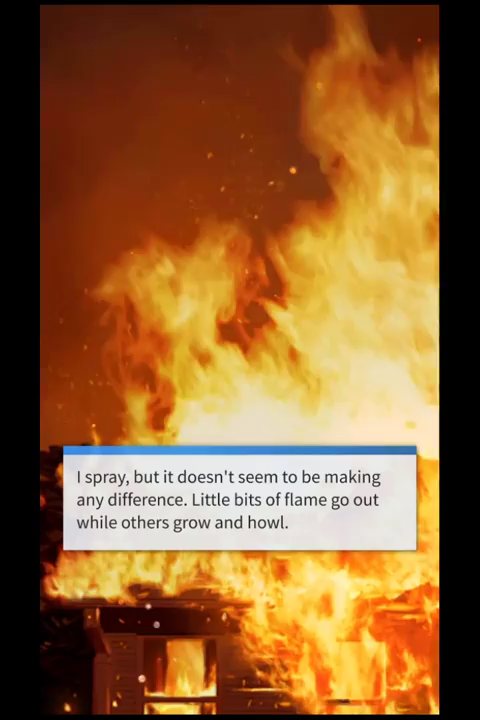 I spray, but it doesn't seem to be making
any difference. Little bits of flame go out
while others grow and howl.